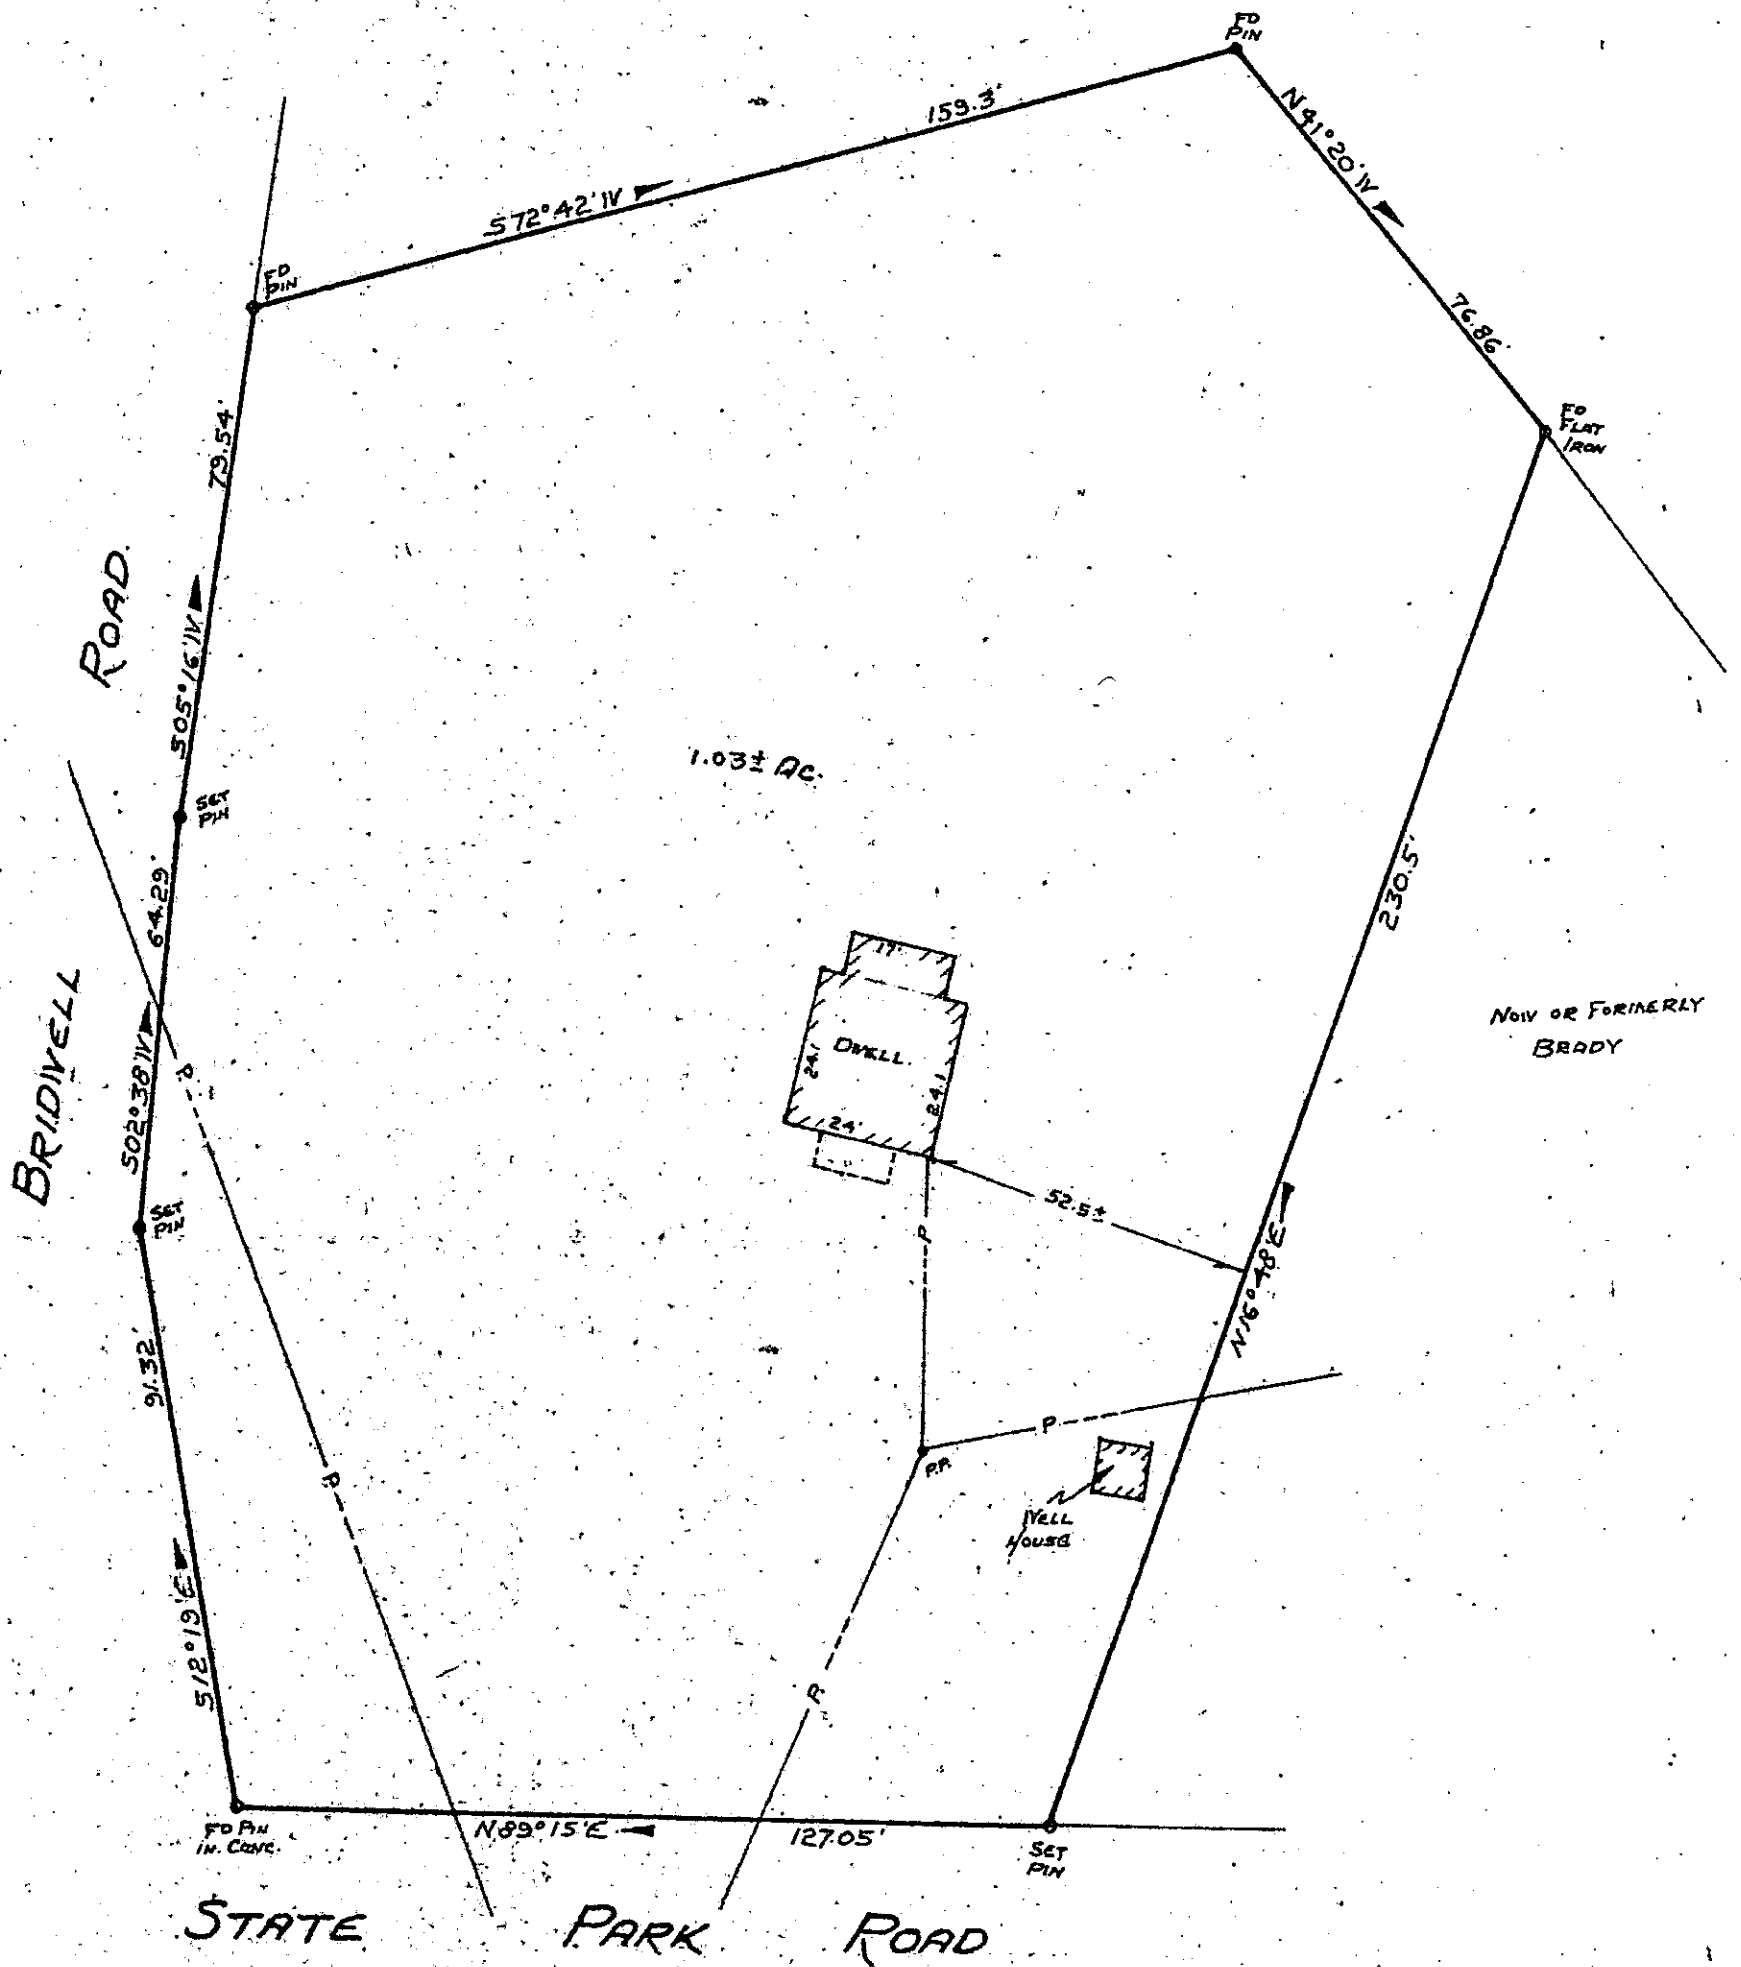 FD
PIN
159.3'
N41°20'W
S72°42'W
FD
PIN
76.86'
FD
FLAT
IRON
79.54'
ROAD.
S05°16'W
1.03± AC.
SET
PIN
64.29'
230.5'
17'
BRIDWELL
NOW OR FORMERLY
BRADY
DWELL.
24.1
24.1
P
S02°38'W
24'
52.5±
SET
PIN
P
N16°48'E
91.32'
P
P
P.P.
WELL
HOUSE
S12°19'E
P
FD PIN
IN. CONC.
N89°15'E
127.05'
SET
PIN
STATE PARK ROAD